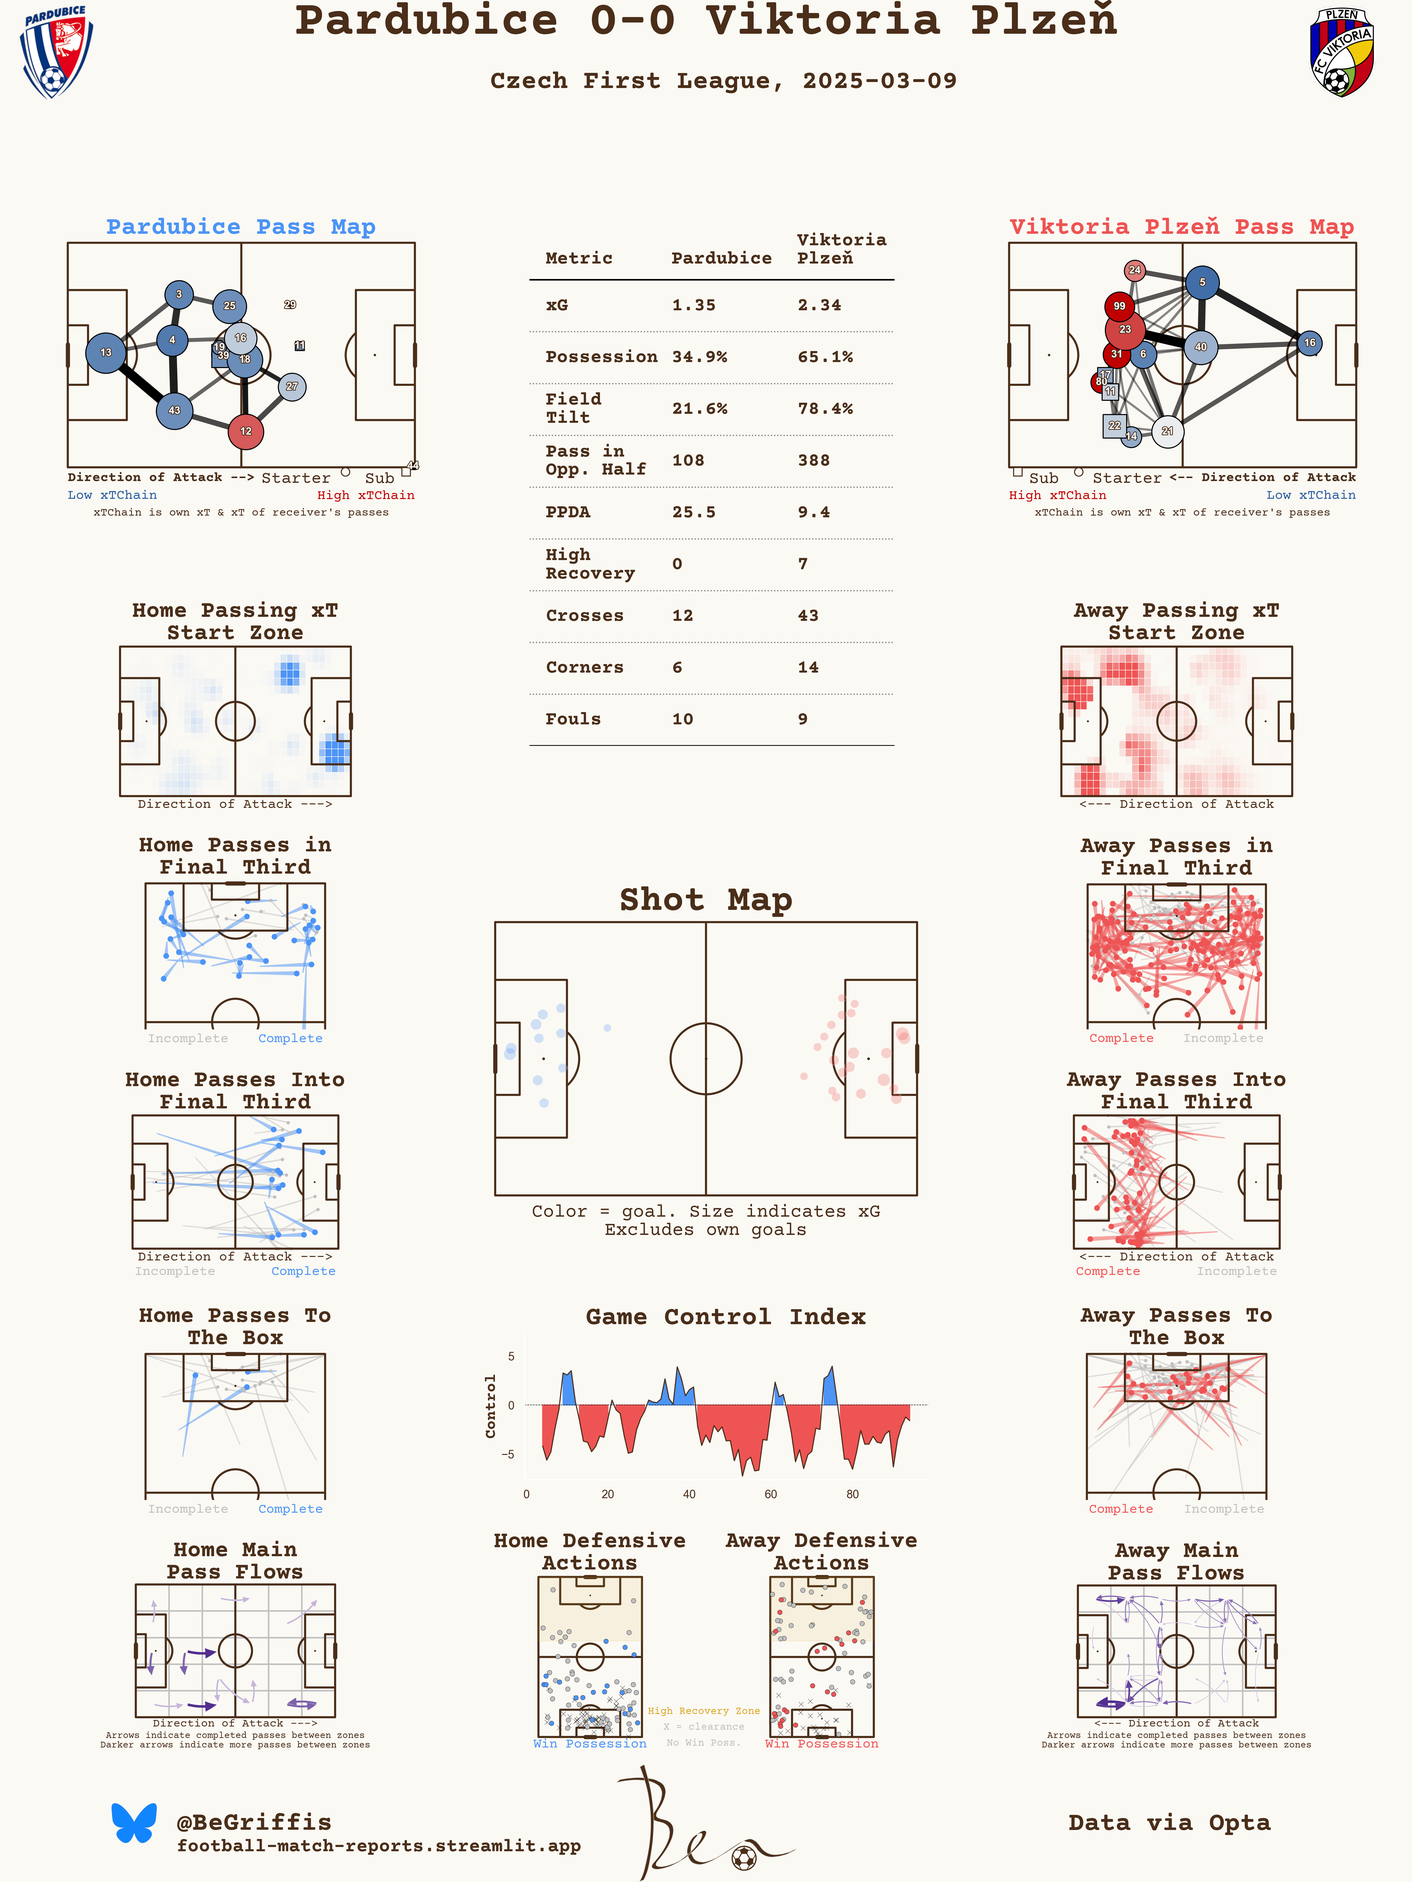 Pardubice 0-0 Viktoria Plzeň
Czech First League, 2025-03-09
PARDUBICE
PLZEŇ
FC VIKTORIA
Pardubice Pass Map
3
25
29
4
16
11
13
19
39
18
27
43
12
44
Direction of Attack --> Starter Sub
Low xTChain High xTChain
xTChain is own xT & xT of receiver's passes
Metric Pardubice Viktoria Plzeň
xG 1.35 2.34
Possession 34.9% 65.1%
Field Tilt 21.6% 78.4%
Pass in Opp. Half 108 388
PPDA 25.5 9.4
High Recovery 0 7
Crosses 12 43
Corners 6 14
Fouls 10 9
Viktoria Plzeň Pass Map
24
5
99
23
40
16
31
6
17
80
11
22
14
21
Sub Starter <-- Direction of Attack
High xTChain Low xTChain
xTChain is own xT & xT of receiver's passes
Home Passing xT
Start Zone
Direction of Attack --->
Away Passing xT
Start Zone
<--- Direction of Attack
Home Passes in
Final Third
Incomplete Complete
Away Passes in
Final Third
Complete Incomplete
Shot Map
Color = goal. Size indicates xG
Excludes own goals
Home Passes Into
Final Third
Direction of Attack --->
Incomplete Complete
Away Passes Into
Final Third
<--- Direction of Attack
Complete Incomplete
Home Passes To
The Box
Incomplete Complete
Game Control Index
Control
5
0
−5
0 20 40 60 80
Away Passes To
The Box
Complete Incomplete
Home Main
Pass Flows
Direction of Attack --->
Arrows indicate completed passes between zones
Darker arrows indicate more passes between zones
Home Defensive
Actions
Win Possession
Away Defensive
Actions
Win Possession
High Recovery Zone
X = clearance
No Win Poss.
Away Main
Pass Flows
<--- Direction of Attack
Arrows indicate completed passes between zones
Darker arrows indicate more passes between zones
@BeGriffis
football-match-reports.streamlit.app
Ben
Data via Opta